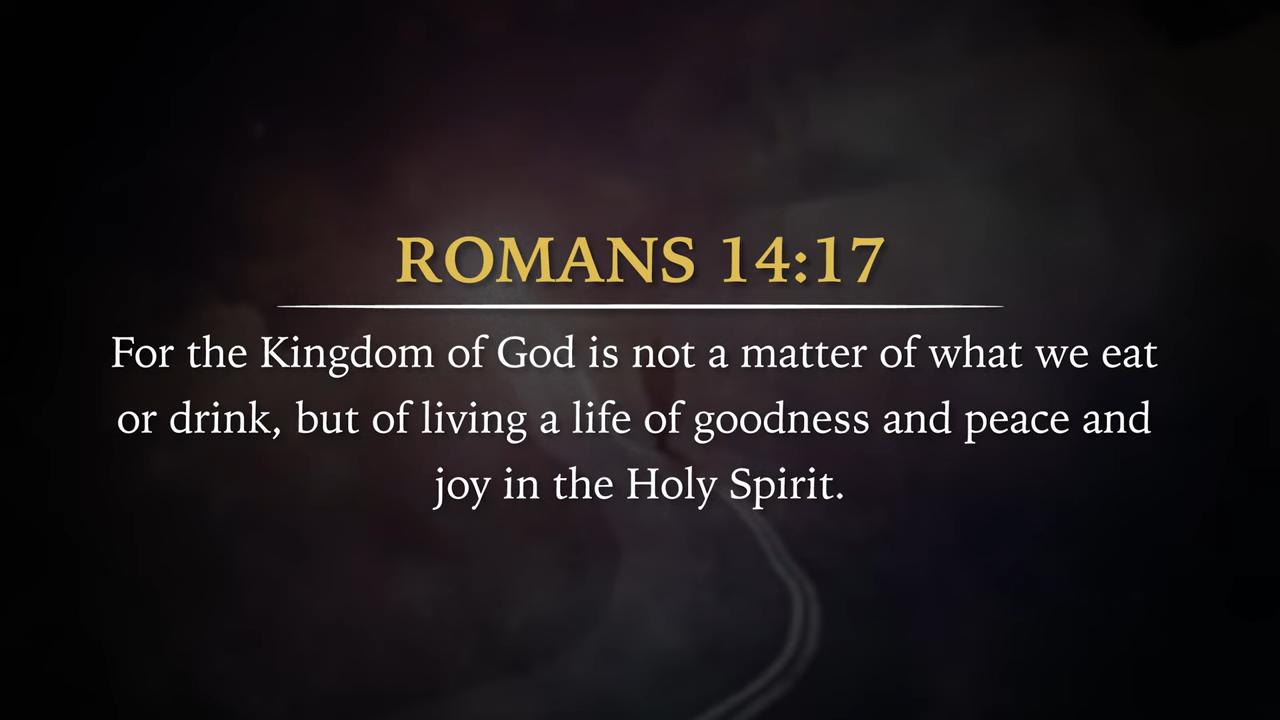 ROMANS 14:17
For the Kingdom of God is not a matter of what we eat
or drink, but of living a life of goodness and peace and
joy in the Holy Spirit.